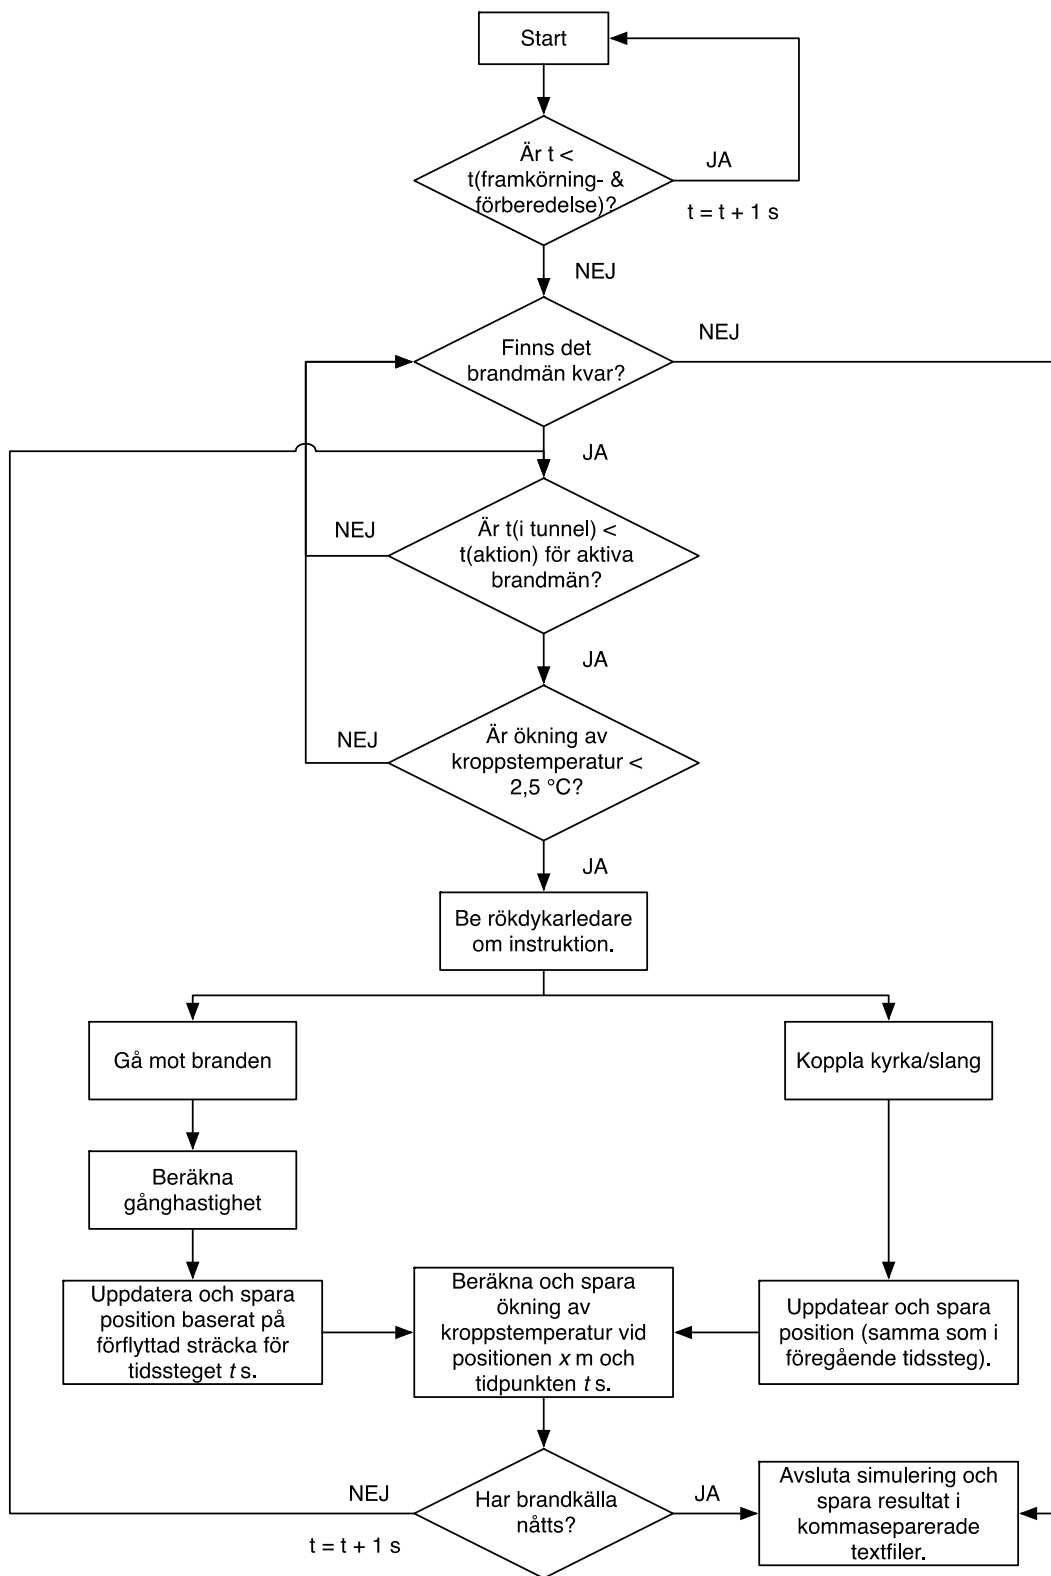 Start
Är t <
t(framkörning- &
förberedelse)?
JA
t = t + 1 s
NEJ
Finns det
brandmän kvar?
NEJ
JA
Är t(i tunnel) <
t(aktion) för aktiva
brandmän?
NEJ
JA
Är ökning av
kroppstemperatur <
2,5 °C?
NEJ
JA
Be rökdykarledare
om instruktion.
Gå mot branden
Koppla kyrka/slang
Beräkna
gånghastighet
Uppdatera och spara
position baserat på
förflyttad sträcka för
tidssteget t s.
Beräkna och spara
ökning av
kroppstemperatur vid
positionen x m och
tidpunkten t s.
Uppdatear och spara
position (samma som i
föregående tidssteg).
NEJ
t = t + 1 s
Har brandkälla
nåtts?
JA
Avsluta simulering och
spara resultat i
kommaseparerade
textfiler.